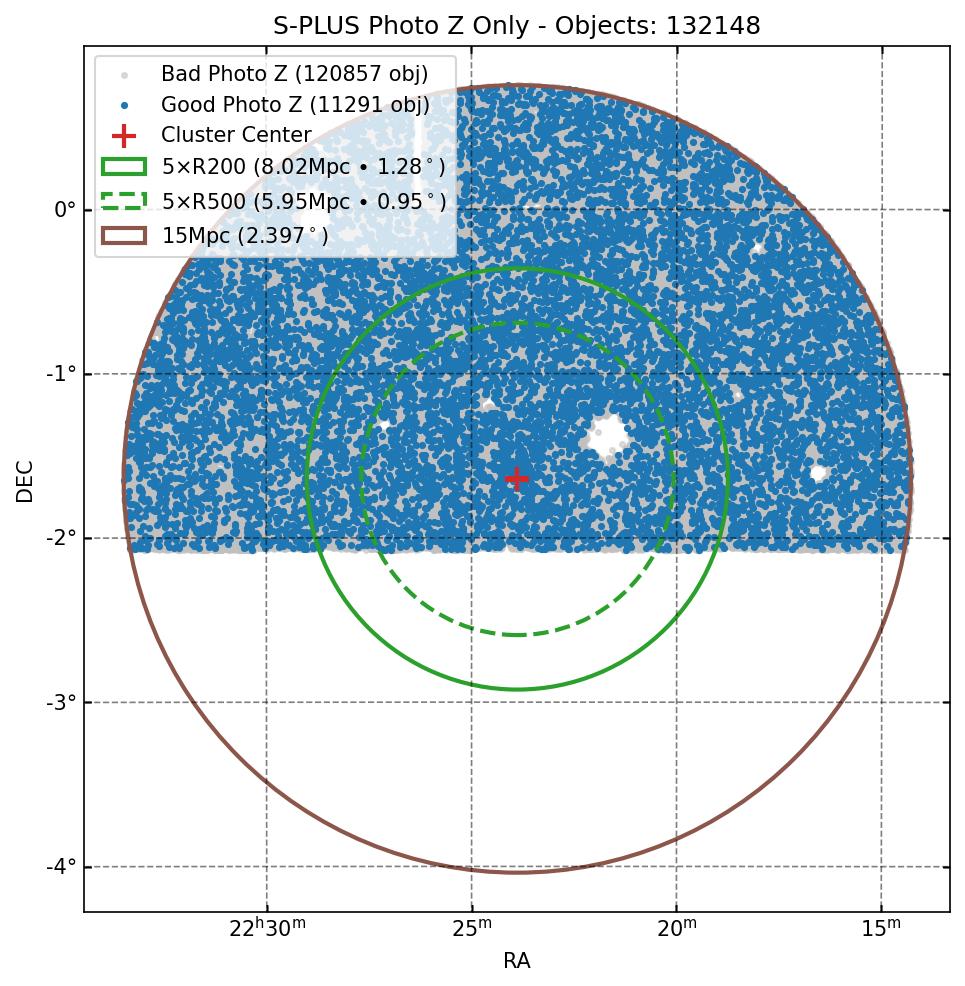 S-PLUS Photo Z Only - Objects: 132148
Bad Photo Z (120857 obj)
Good Photo Z (11291 obj)
Cluster Center
5×R200 (8.02Mpc • 1.28°)
5×R500 (5.95Mpc • 0.95°)
15Mpc (2.397°)
0°
-1°
-2°
-3°
-4°
DEC
22ʰ30ᵐ
25ᵐ
20ᵐ
15ᵐ
RA